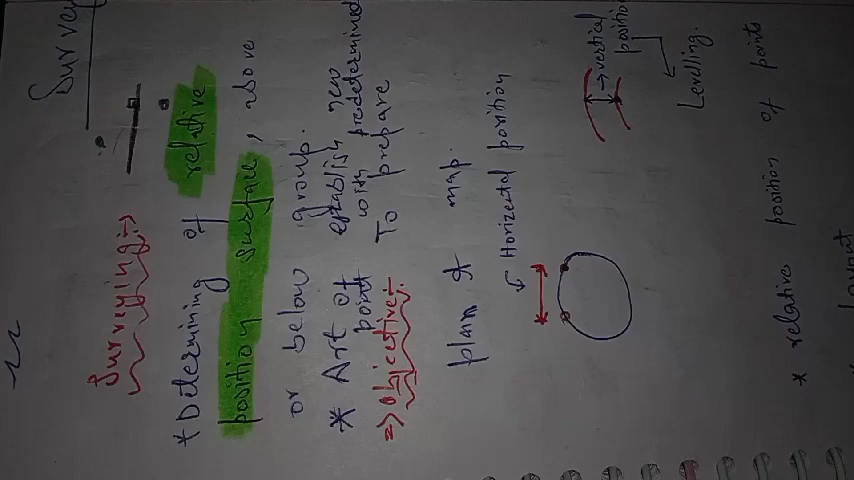 Survey
Surveying :→
* Determining of relative
position surface, above
or below group.
* Art of establish new
point with predetermined
=> Objective :- To prepare
plan & map.
Horizontal position
→ vertical
position
Levelling.
* relative position of points